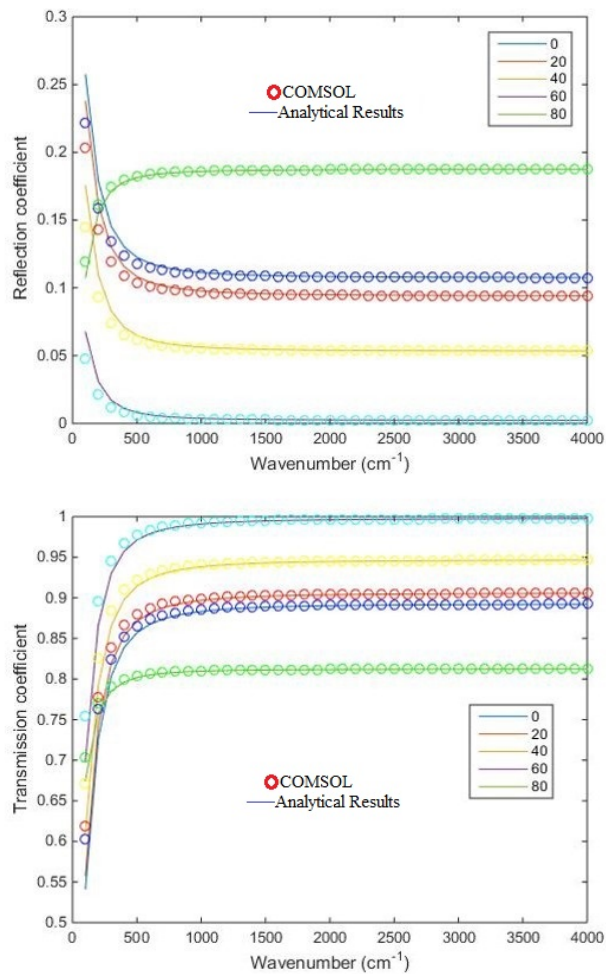 0.3
0.25
0.2
0.15
0.1
0.05
0
Reflection coefficient
0
20
40
60
80
COMSOL
Analytical Results
0 500 1000 1500 2000 2500 3000 3500 4000
Wavenumber (cm⁻¹)
1
0.95
0.9
0.85
0.8
0.75
0.7
0.65
0.6
0.55
0.5
Transmission coefficient
0
20
40
60
80
COMSOL
Analytical Results
0 500 1000 1500 2000 2500 3000 3500 4000
Wavenumber (cm⁻¹)